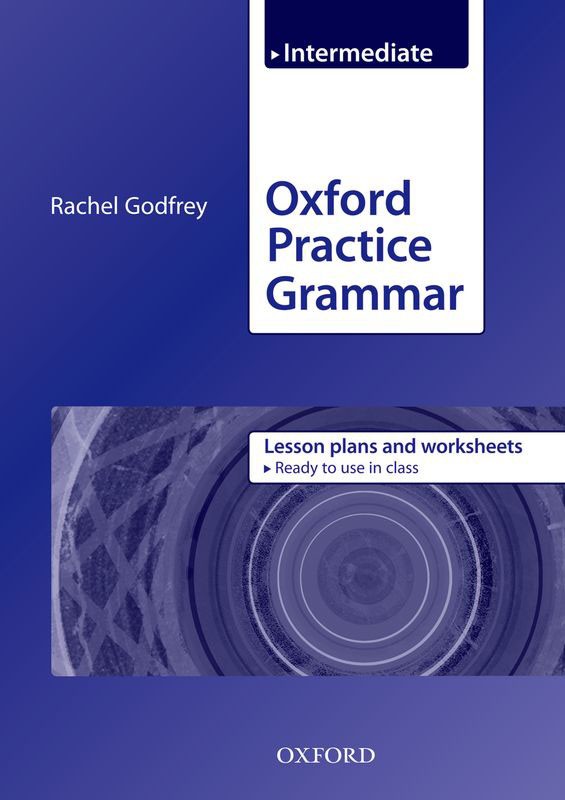 ▸ Intermediate
Rachel Godfrey
Oxford
Practice
Grammar
Lesson plans and worksheets
▸ Ready to use in class
OXFORD